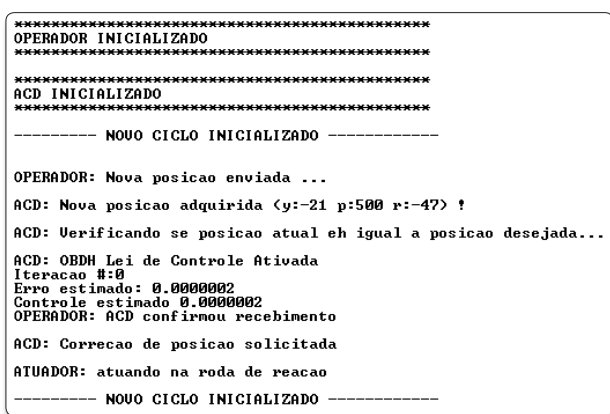 *********************************************
OPERADOR INICIALIZADO
*********************************************
*********************************************
ACD INICIALIZADO
*********************************************
--------- NOVO CICLO INICIALIZADO ------------
OPERADOR: Nova posicao enviada ...
ACD: Nova posicao adquirida (y:-21 p:500 r:-47) !
ACD: Verificando se posicao atual eh igual a posicao desejada...
ACD: OBDH Lei de Controle Ativada
Iteracao #:0
Erro estimado: 0.0000002
Controle estimado 0.0000002
OPERADOR: ACD confirmou recebimento
ACD: Correcao de posicao solicitada
ATUADOR: atuando na roda de reacao
--------- NOVO CICLO INICIALIZADO ------------